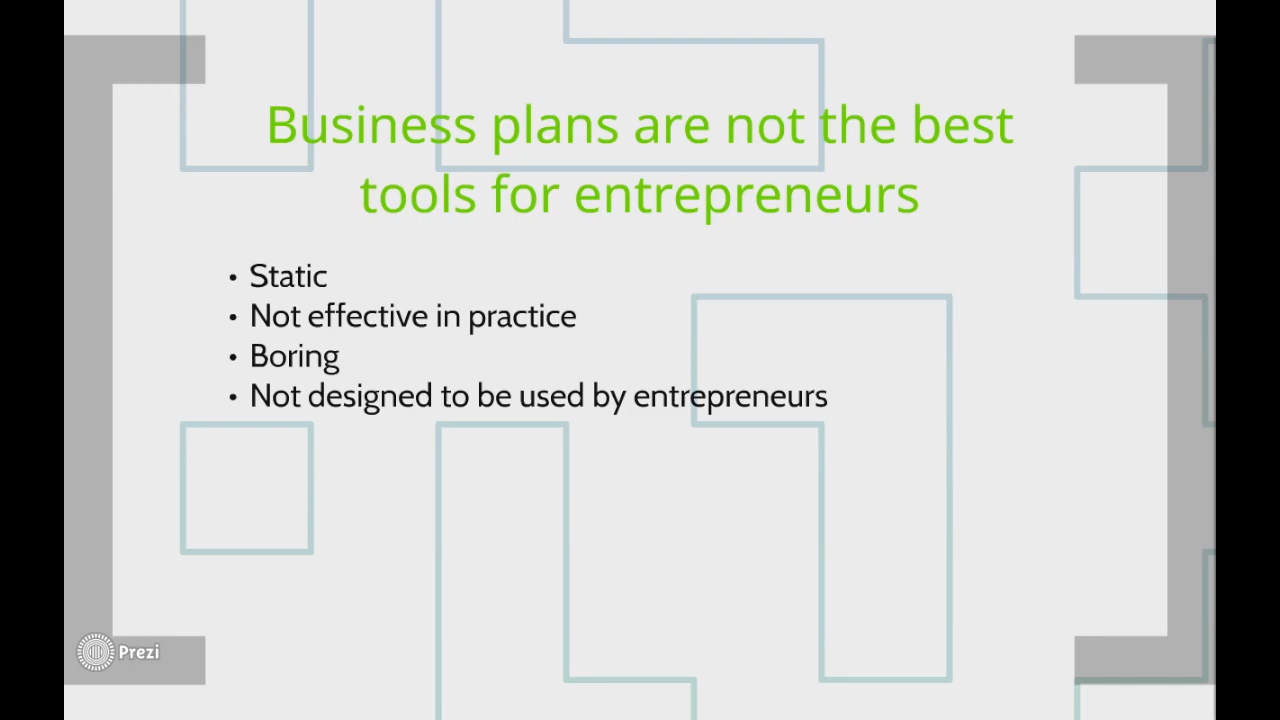 Business plans are not the best
tools for entrepreneurs
• Static
• Not effective in practice
• Boring
• Not designed to be used by entrepreneurs
Prezi